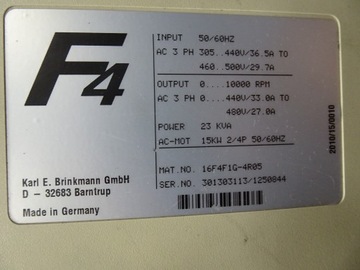 F4
INPUT 50/60HZ
AC 3 PH 305..440V/36.5A TO
460..500V/29.7A
OUTPUT 0...10000 RPM
AC 3 PH 0...440V/33.0A TO
480V/27.0A
POWER 23 KVA
AC-MOT 15KW 2/4P 50/60HZ
MAT.NO. 16F4F1G-4R05
SER.NO. 301303113/1250844
Karl E. Brinkmann GmbH
D – 32683 Barntrup
Made in Germany
2010/15/0010